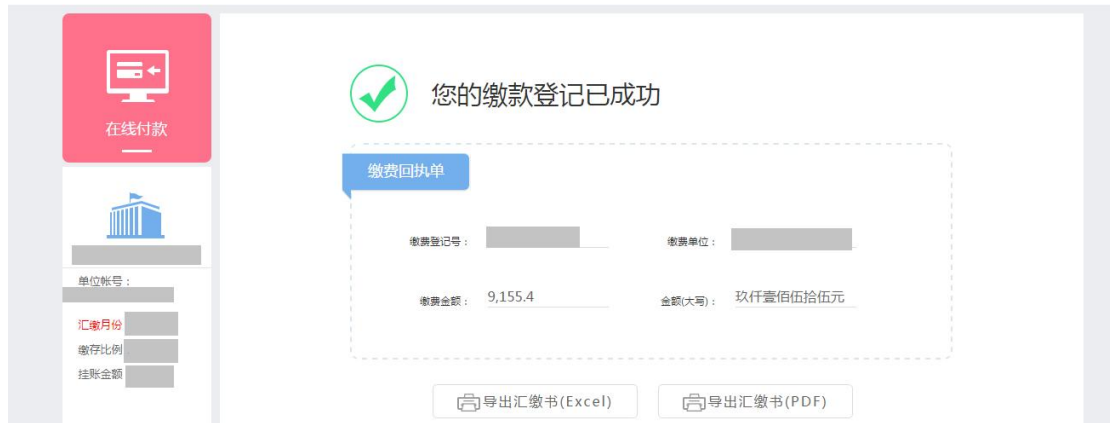 在线付款
单位帐号：
汇缴月份
缴存比例
挂账金额
您的缴款登记已成功
缴费回执单
缴费登记号：
缴费单位：
缴费金额：
9,155.4
金额(大写)：
玖仟壹佰伍拾伍元
导出汇缴书(Excel)
导出汇缴书(PDF)